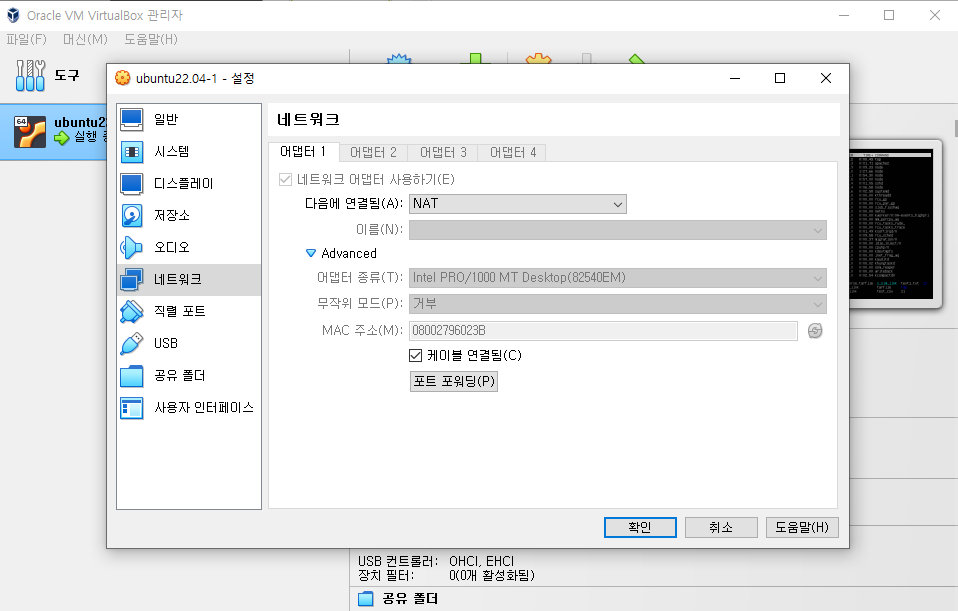 Oracle VM VirtualBox 관리자
파일(F) 머신(M) 도움말(H)
도구
64
ubuntu2
실행
ubuntu22.04-1 - 설정
일반
시스템
디스플레이
저장소
오디오
네트워크
직렬 포트
USB
공유 폴더
사용자 인터페이스
네트워크
어댑터 1 어댑터 2 어댑터 3 어댑터 4
네트워크 어댑터 사용하기(E)
다음에 연결됨(A): NAT
이름(N):
Advanced
어댑터 종류(T): Intel PRO/1000 MT Desktop(82540EM)
무작위 모드(P): 거부
MAC 주소(M): 08002796023B
케이블 연결됨(C)
포트 포워딩(P)
확인 취소 도움말(H)
USB 컨트롤러: OHCI, EHCI
장치 필터: 0(0개 활성화됨)
공유 폴더